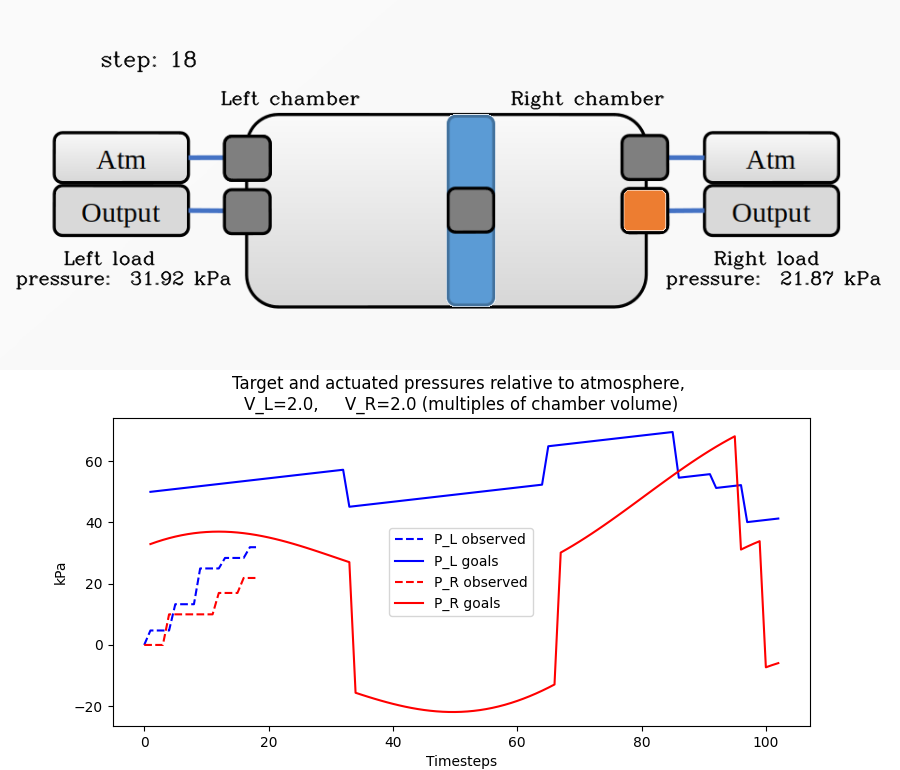 step: 18
Left chamber
Right chamber
Atm
Atm
Output
Output
Left load
pressure: 31.92 kPa
Right load
pressure: 21.87 kPa
Target and actuated pressures relative to atmosphere,
V_L=2.0, V_R=2.0 (multiples of chamber volume)
60
40
20
0
−20
kPa
P_L observed
P_L goals
P_R observed
P_R goals
0 20 40 60 80 100
Timesteps